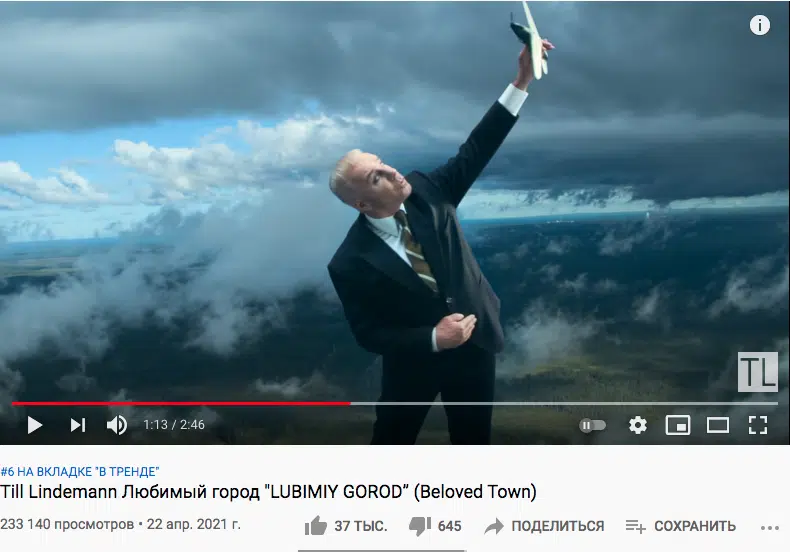 TL
1:13 / 2:46
#6 НА ВКЛАДКЕ "В ТРЕНДЕ"
Till Lindemann Любимый город "LUBIMIY GOROD” (Beloved Town)
233 140 просмотров • 22 апр. 2021 г. 37 ТЫС. 645 ПОДЕЛИТЬСЯ СОХРАНИТЬ